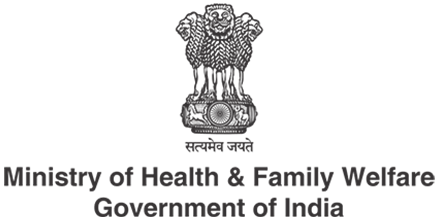 सत्यमेव जयते
Ministry of Health & Family Welfare
Government of India